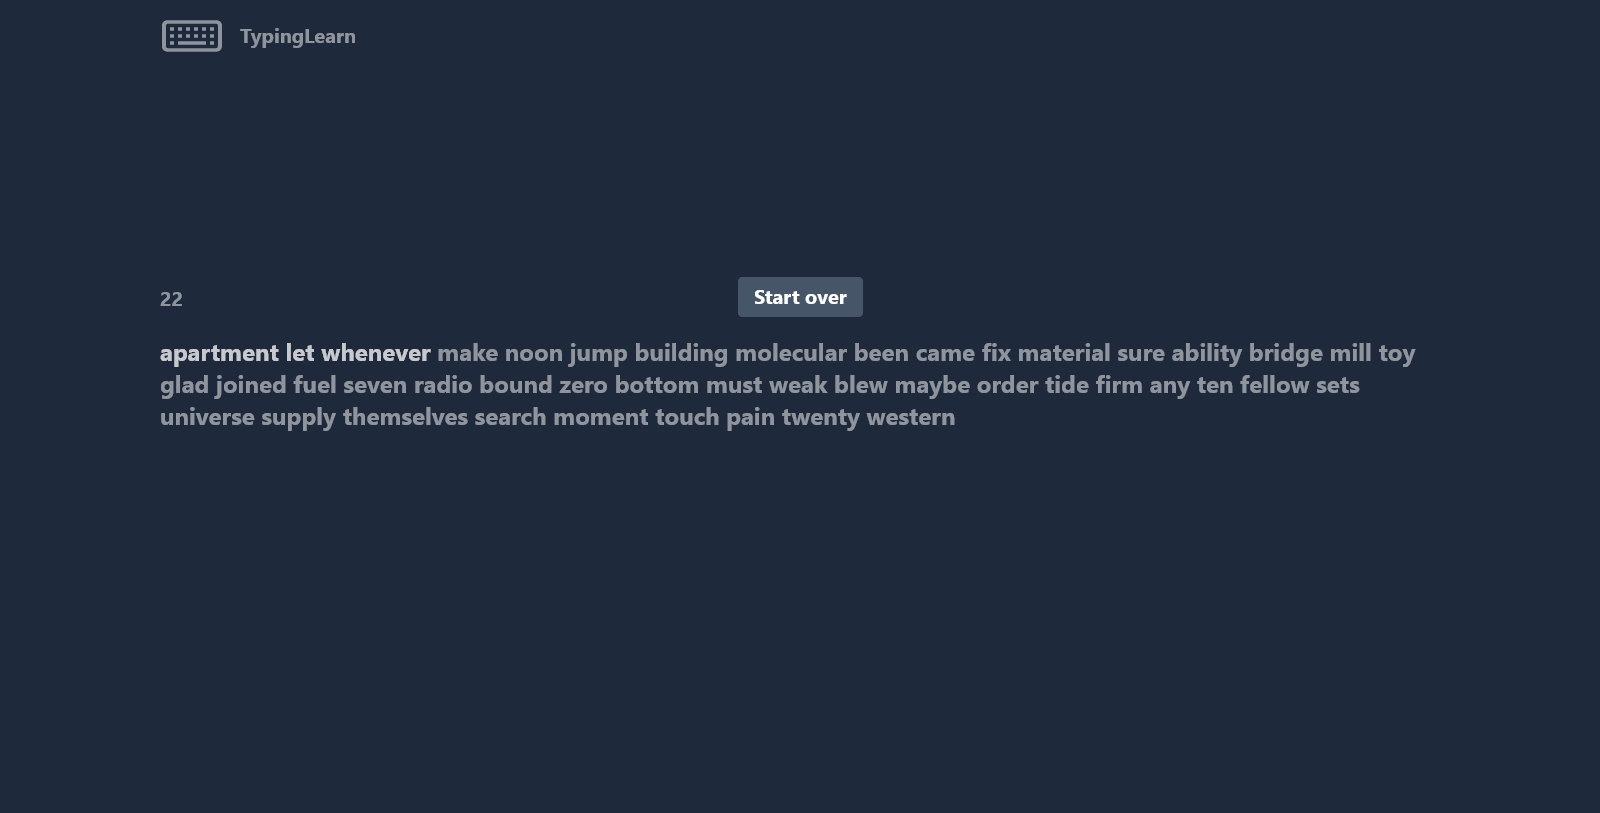 TypingLearn
22
Start over
apartment let whenever make noon jump building molecular been came fix material sure ability bridge mill toy
glad joined fuel seven radio bound zero bottom must weak blew maybe order tide firm any ten fellow sets
universe supply themselves search moment touch pain twenty western